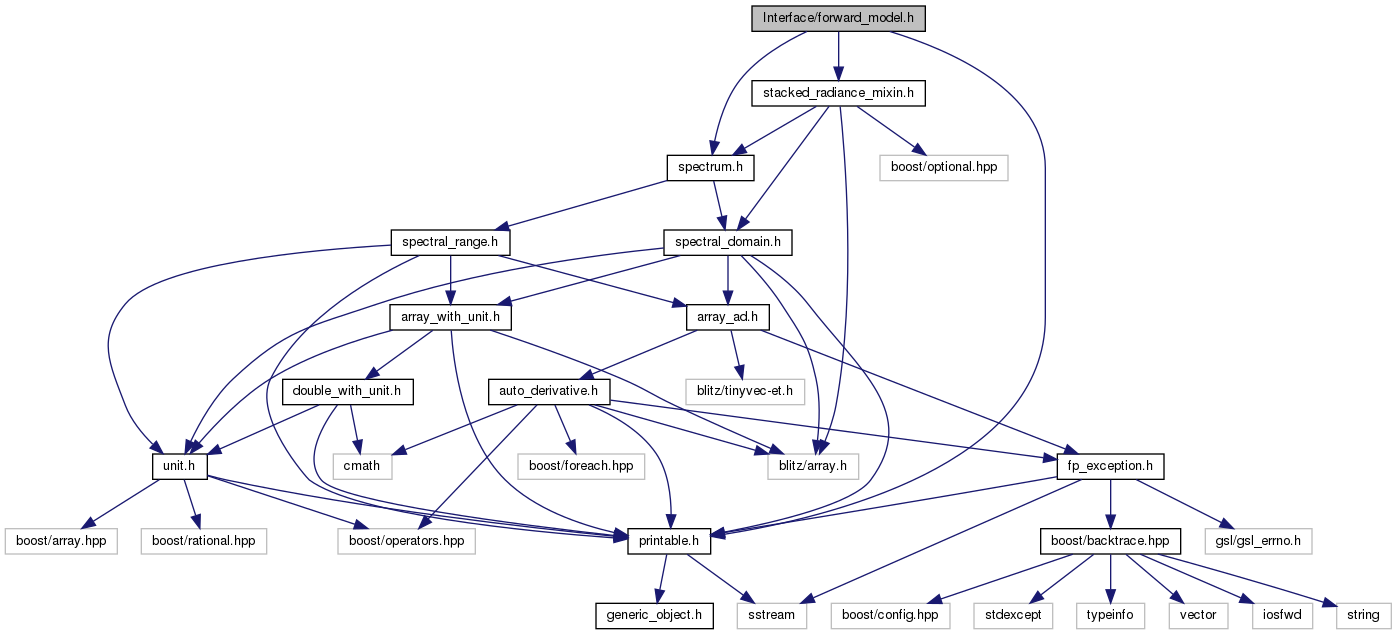 Interface/forward_model.h
stacked_radiance_mixin.h
spectrum.h
boost/optional.hpp
spectral_range.h
spectral_domain.h
array_with_unit.h
array_ad.h
double_with_unit.h
auto_derivative.h
blitz/tinyvec-et.h
unit.h
cmath
boost/foreach.hpp
blitz/array.h
fp_exception.h
boost/array.hpp
boost/rational.hpp
boost/operators.hpp
printable.h
boost/backtrace.hpp
gsl/gsl_errno.h
generic_object.h
sstream
boost/config.hpp
stdexcept
typeinfo
vector
iosfwd
string